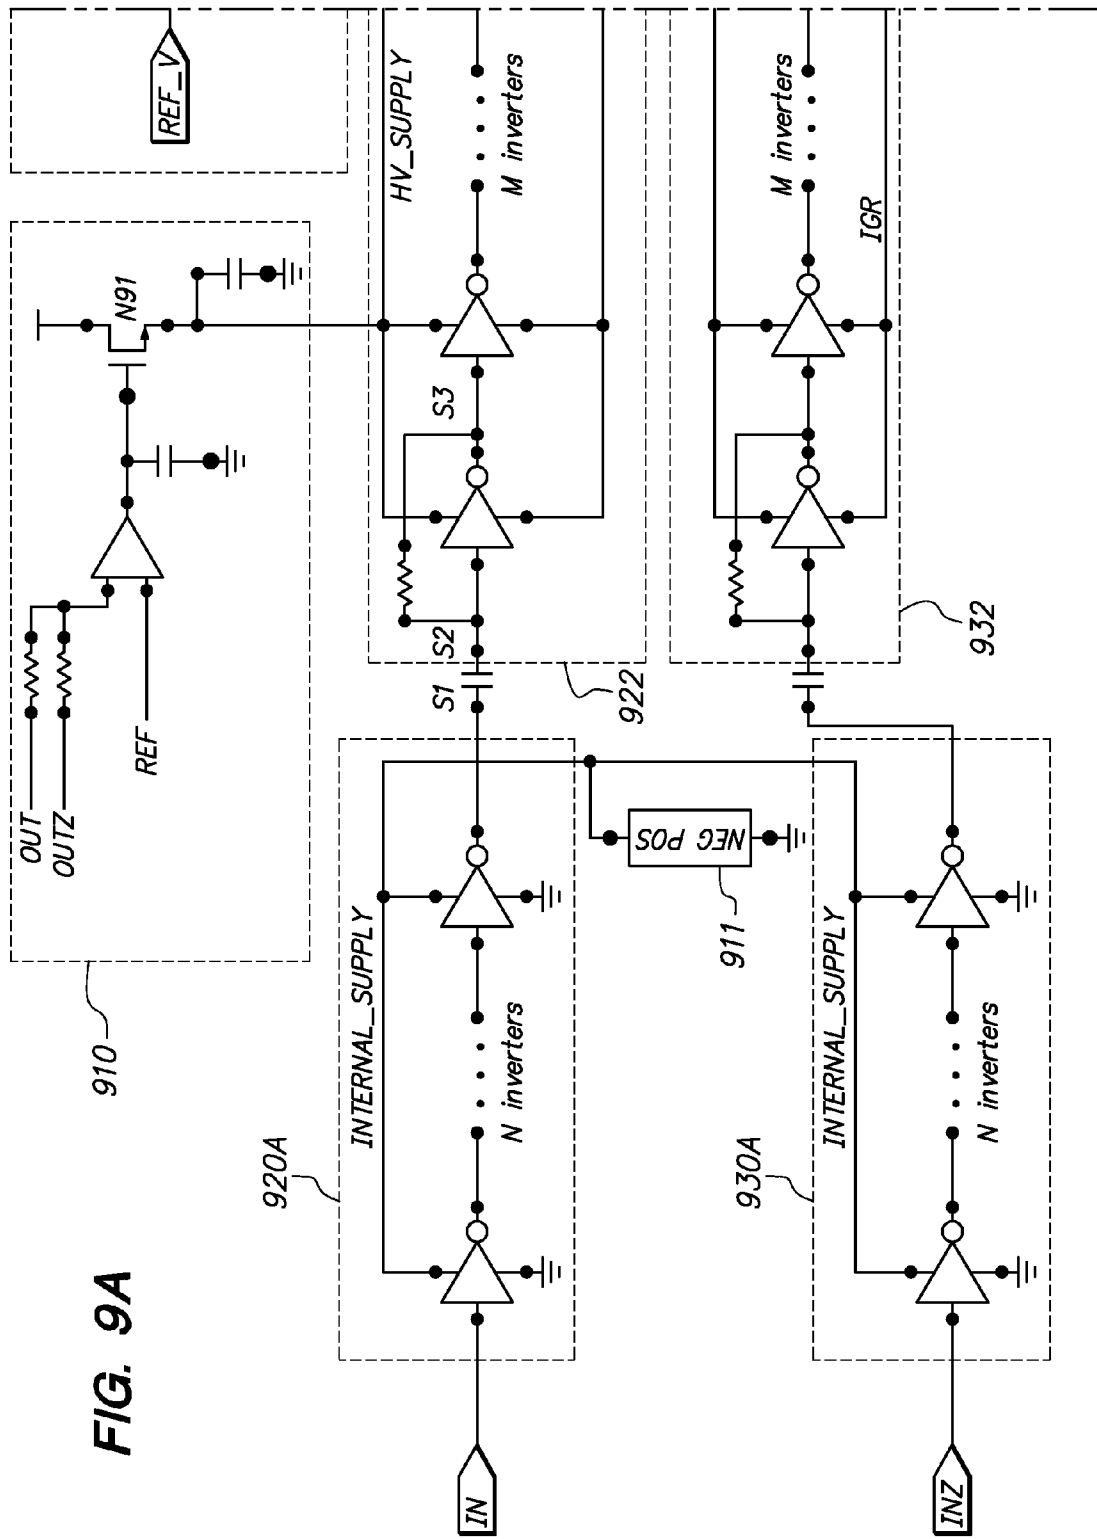 FIG. 9A
910
OUT
OUTZ
REF
N91
REF_V
920A
INTERNAL_SUPPLY
IN
N inverters
S1
S2
S3
HV_SUPPLY
M inverters
922
NEG POS
911
930A
INTERNAL_SUPPLY
INZ
N inverters
932
M inverters
IGR